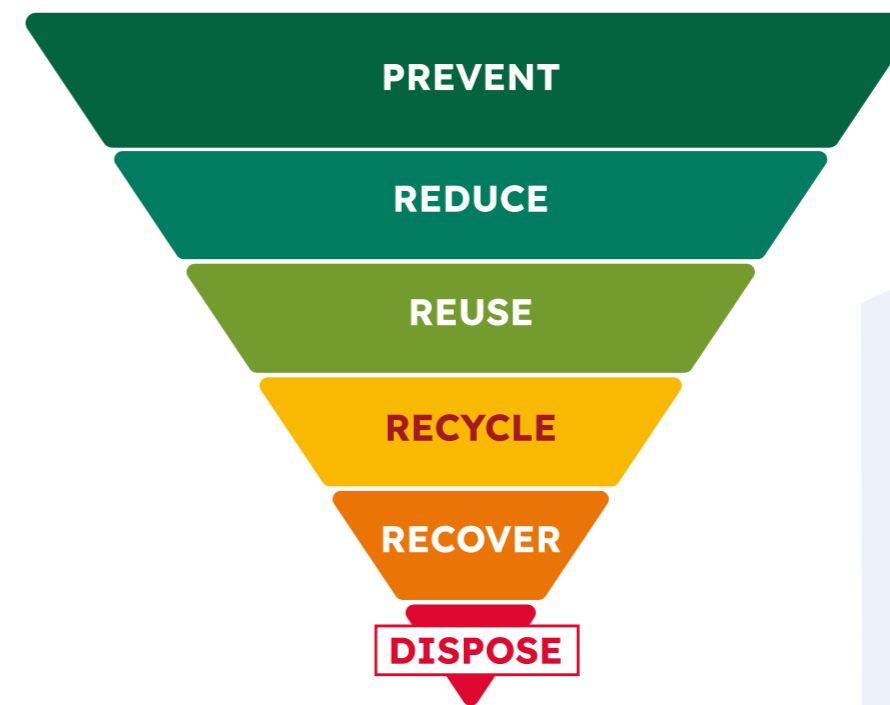 PREVENT
REDUCE
REUSE
RECYCLE
RECOVER
DISPOSE